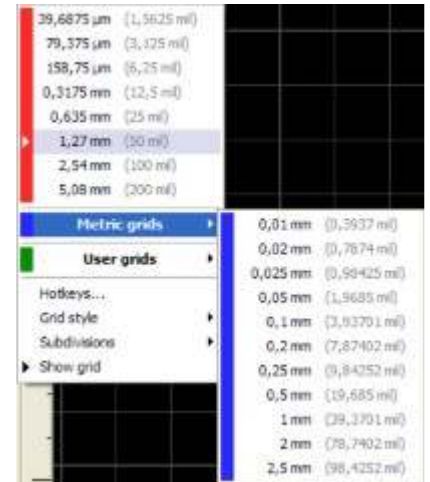 39,6875 µm (1,5625 mil)
79,375 µm (3,125 mil)
158,75 µm (6,25 mil)
0,3175 mm (12,5 mil)
0,635 mm (25 mil)
1,27 mm (50 mil)
2,54 mm (100 mil)
5,08 mm (200 mil)
Metric grids
User grids
Hotkeys...
Grid style
Subdivisions
Show grid
0,01 mm (0,3937 mil)
0,02 mm (0,7874 mil)
0,025 mm (0,98425 mil)
0,05 mm (1,9685 mil)
0,1 mm (3,93701 mil)
0,2 mm (7,87402 mil)
0,25 mm (9,84252 mil)
0,5 mm (19,685 mil)
1 mm (39,3701 mil)
2 mm (78,7402 mil)
2,5 mm (98,4252 mil)